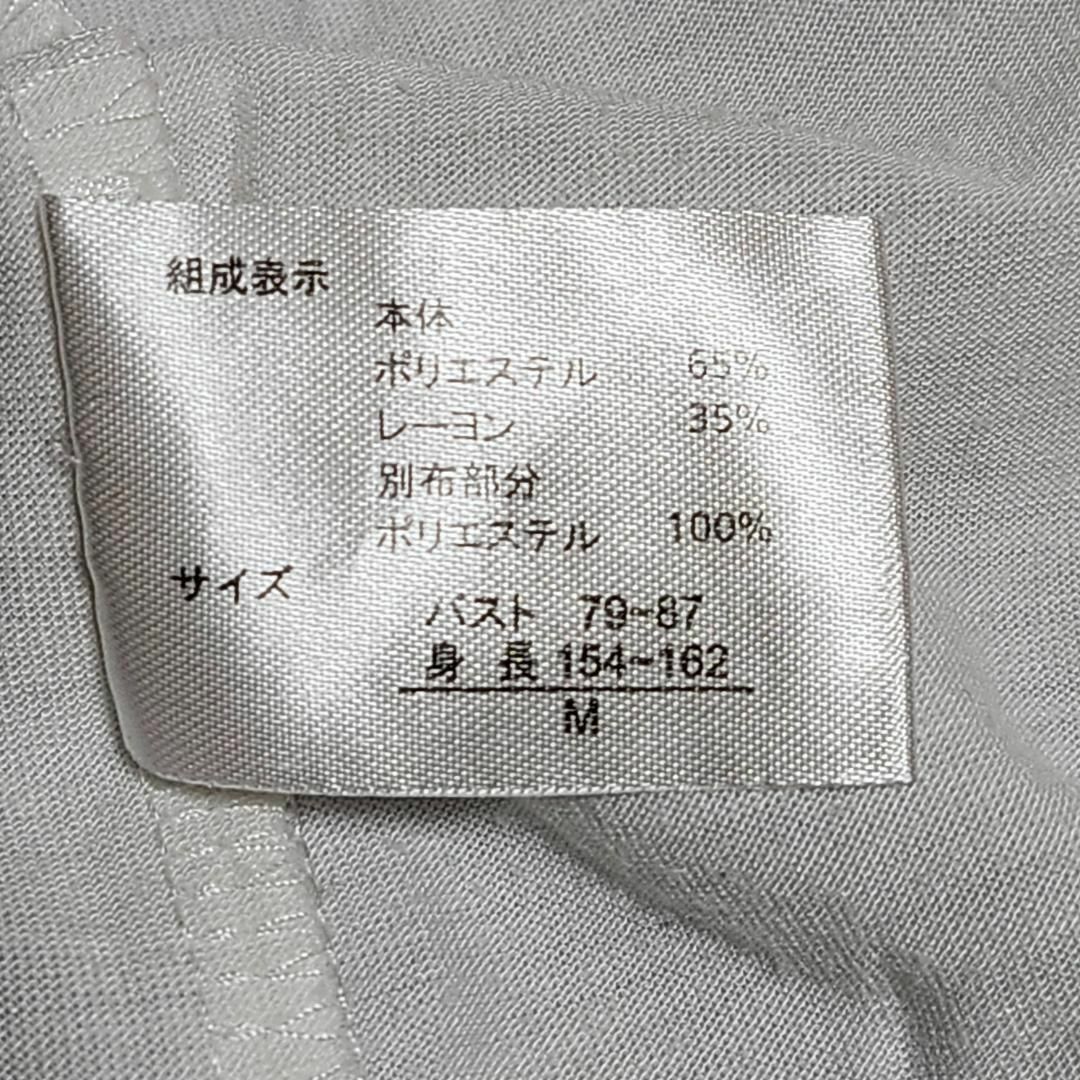 組成表示
本体
ポリエステル 65%
レーヨン 35%
別布部分
ポリエステル 100%
サイズ
バスト 79~87
身長 154~162
M